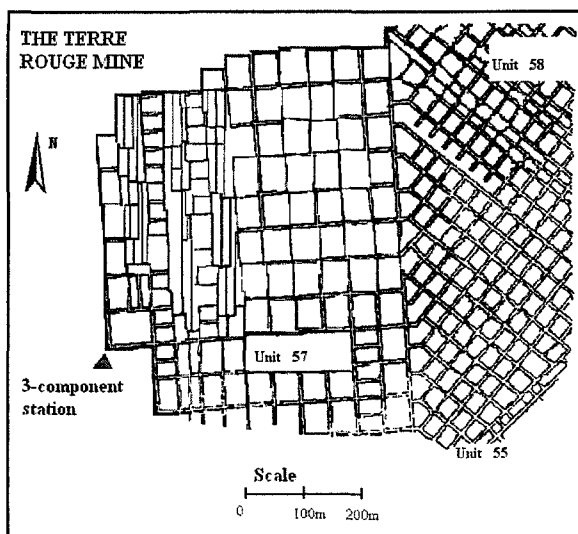 THE TERRE
ROUGE MINE
Unit 58
N
Unit 57
3-component
station
Unit 55
Scale
0 100m 200m